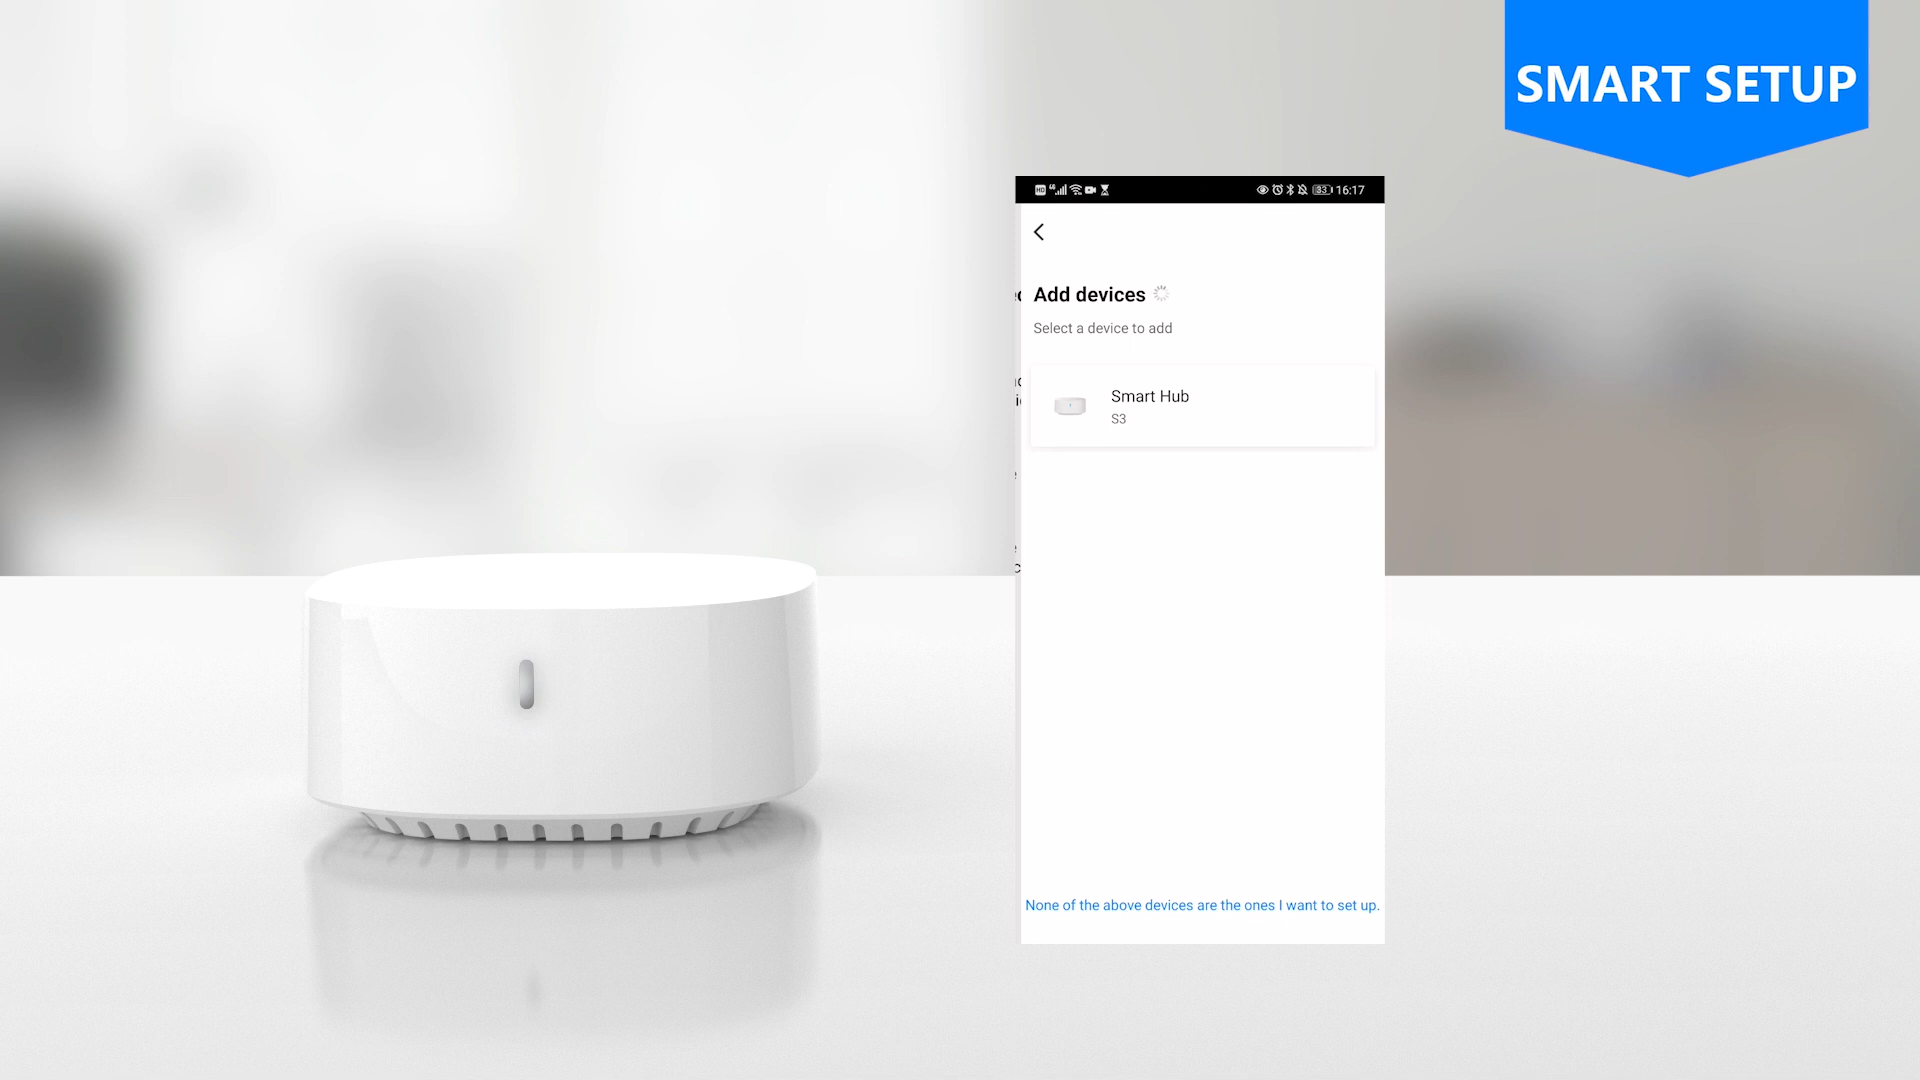 SMART SETUP
16:17
Add devices
Select a device to add
Smart Hub
S3
None of the above devices are the ones I want to set up.